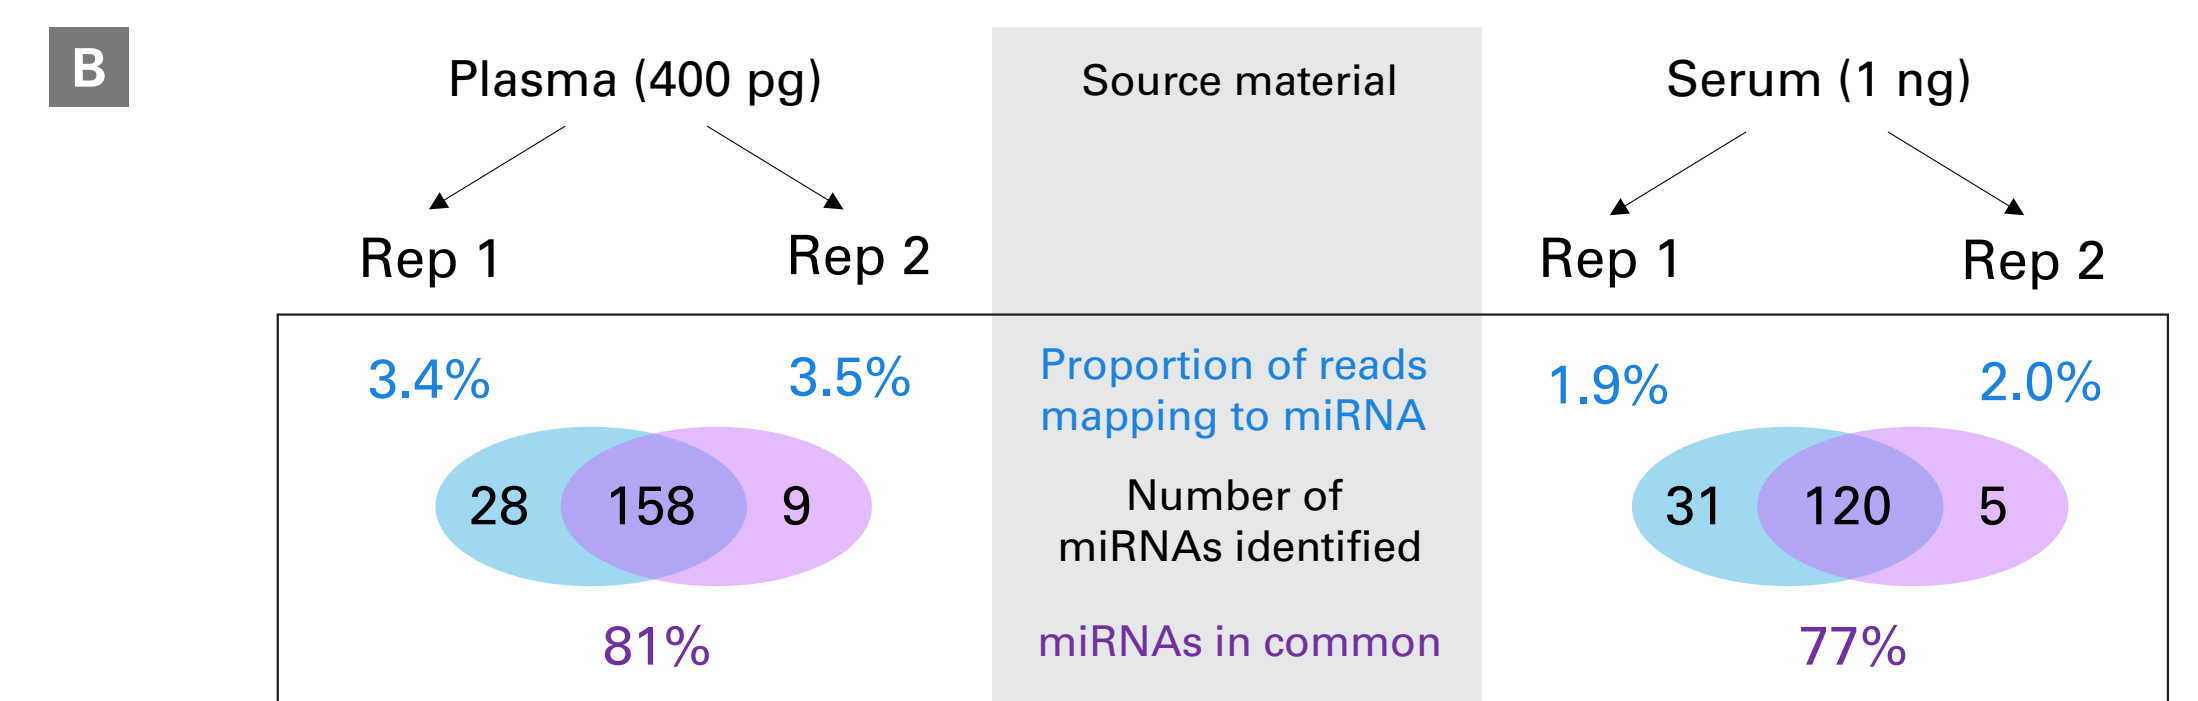 B
Plasma (400 pg)
Source material
Serum (1 ng)
Rep 1
Rep 2
Rep 1
Rep 2
3.4%
3.5%
Proportion of reads
mapping to miRNA
1.9%
2.0%
28
158
9
Number of
miRNAs identified
31
120
5
81%
miRNAs in common
77%